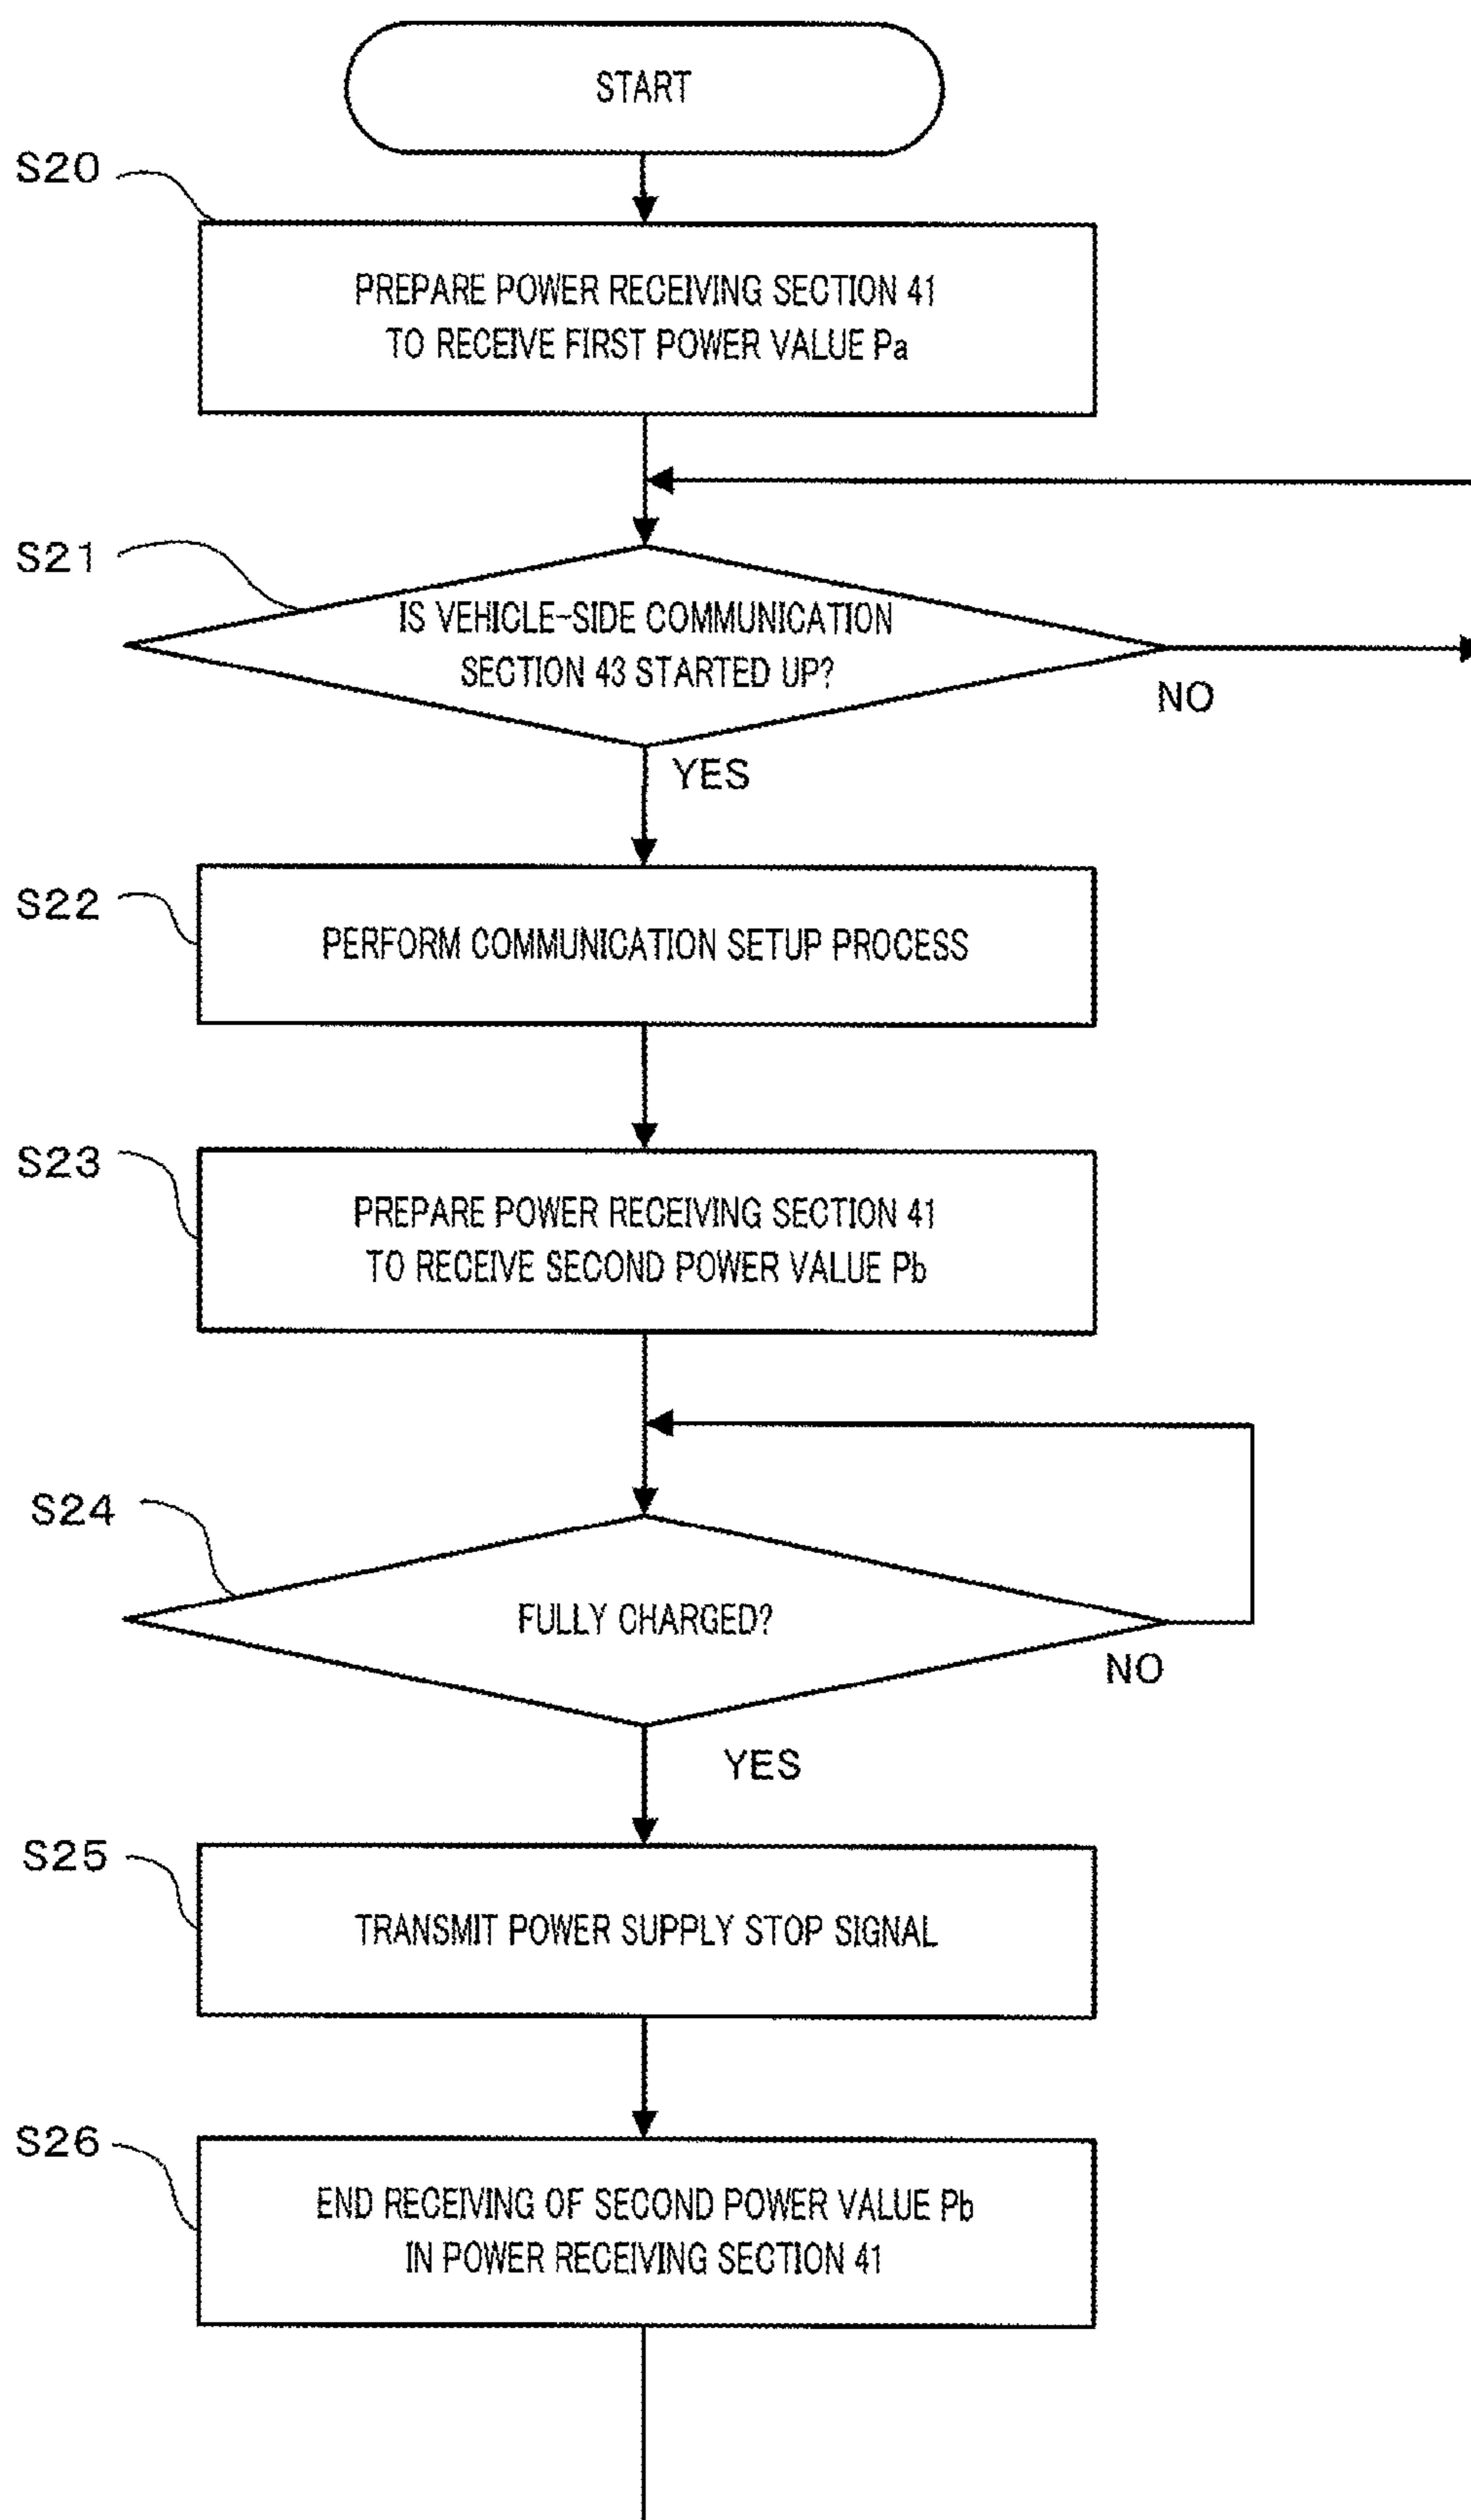 START
S20
PREPARE POWER RECEIVING SECTION 41
TO RECEIVE FIRST POWER VALUE Pa
S21
IS VEHICLE-SIDE COMMUNICATION
SECTION 43 STARTED UP?
NO
YES
S22
PERFORM COMMUNICATION SETUP PROCESS
S23
PREPARE POWER RECEIVING SECTION 41
TO RECEIVE SECOND POWER VALUE Pb
S24
FULLY CHARGED?
NO
YES
S25
TRANSMIT POWER SUPPLY STOP SIGNAL
S26
END RECEIVING OF SECOND POWER VALUE Pb
IN POWER RECEIVING SECTION 41